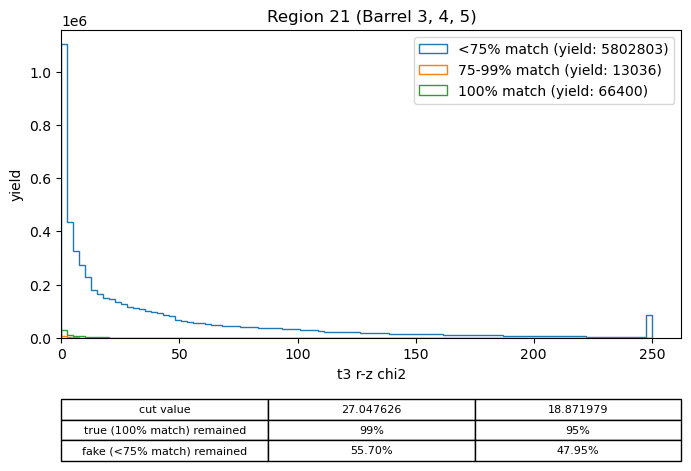 Region 21 (Barrel 3, 4, 5)
1e6
<75% match (yield: 5802803)
75-99% match (yield: 13036)
100% match (yield: 66400)
1.0
0.8
0.6
0.4
0.2
0.0
yield
0 50 100 150 200 250
t3 r-z chi2
cut value 27.047626 18.871979
true (100% match) remained 99% 95%
fake (<75% match) remained 55.70% 47.95%